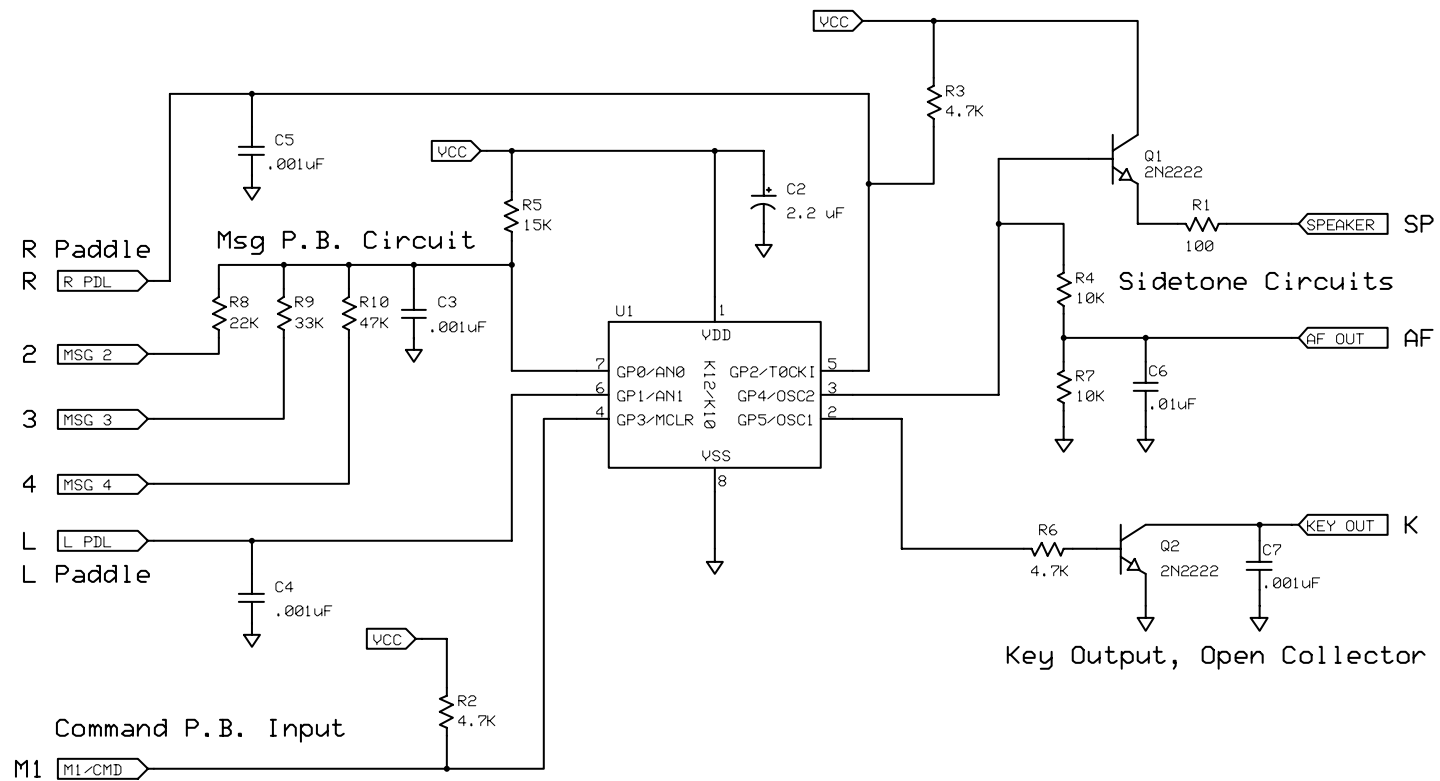 VCC
R3
4.7K
C5
.001uF
VCC
Q1
2N2222
C2
2.2 uF
R5
15K
R1
100
SPEAKER
SP
R Paddle
R
R PDL
Msg P.B. Circuit
Sidetone Circuits
R8
22K
R9
33K
R10
47K
C3
.001uF
R4
10K
U1
1
VDD
AF OUT
AF
2
MSG 2
7
GP0/AN0
6
GP1/AN1
4
GP3/MCLR
K12/K10
GP2/T0CKI
5
GP4/OSC2
3
GP5/OSC1
2
VSS
8
R7
10K
C6
.01uF
3
MSG 3
4
MSG 4
L
L PDL
L Paddle
C4
.001uF
R6
4.7K
Q2
2N2222
KEY OUT
K
C7
.001uF
Key Output, Open Collector
VCC
R2
4.7K
Command P.B. Input
M1
M1/CMD
+